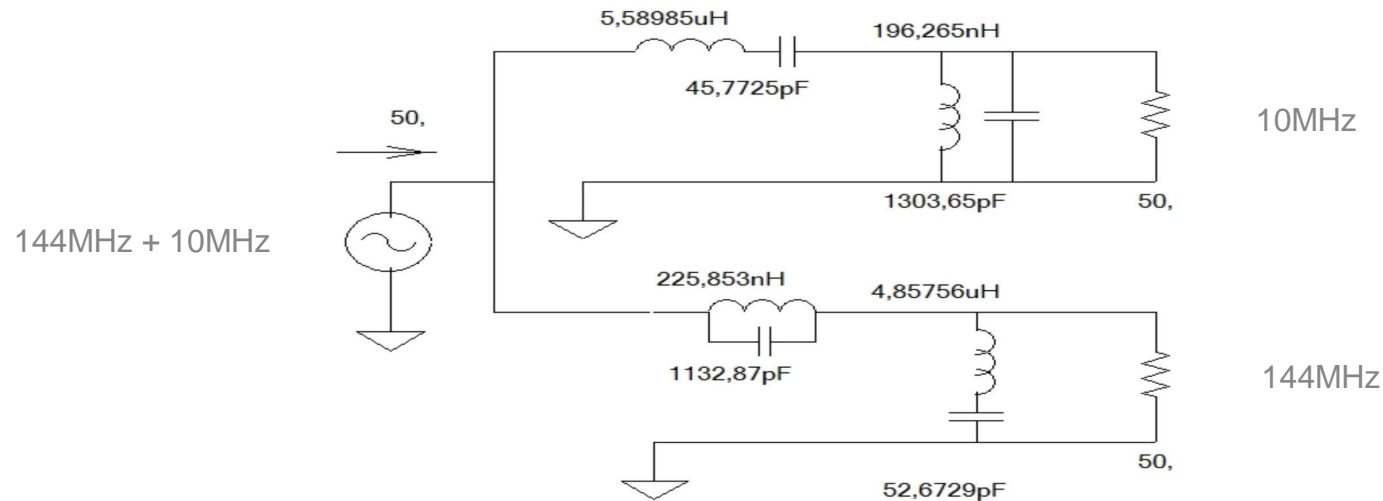 5,58985uH
196,265nH
45,7725pF
50,
10MHz
1303,65pF
50,
144MHz + 10MHz
225,853nH
4,85756uH
1132,87pF
144MHz
50,
52,6729pF